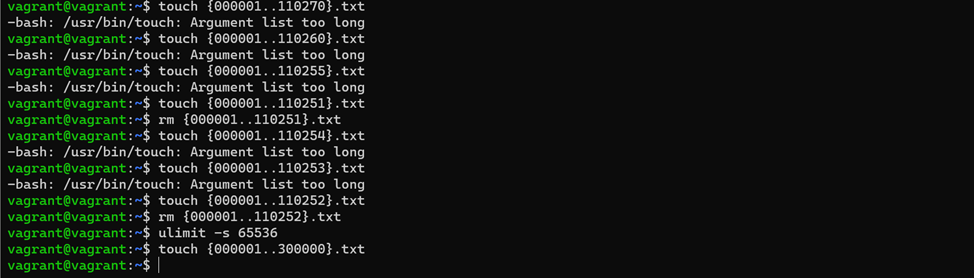 vagrant@vagrant:~$ touch {000001..110270}.txt
-bash: /usr/bin/touch: Argument list too long
vagrant@vagrant:~$ touch {000001..110260}.txt
-bash: /usr/bin/touch: Argument list too long
vagrant@vagrant:~$ touch {000001..110255}.txt
-bash: /usr/bin/touch: Argument list too long
vagrant@vagrant:~$ touch {000001..110251}.txt
vagrant@vagrant:~$ rm {000001..110251}.txt
vagrant@vagrant:~$ touch {000001..110254}.txt
-bash: /usr/bin/touch: Argument list too long
vagrant@vagrant:~$ touch {000001..110253}.txt
-bash: /usr/bin/touch: Argument list too long
vagrant@vagrant:~$ touch {000001..110252}.txt
vagrant@vagrant:~$ rm {000001..110252}.txt
vagrant@vagrant:~$ ulimit -s 65536
vagrant@vagrant:~$ touch {000001..300000}.txt
vagrant@vagrant:~$